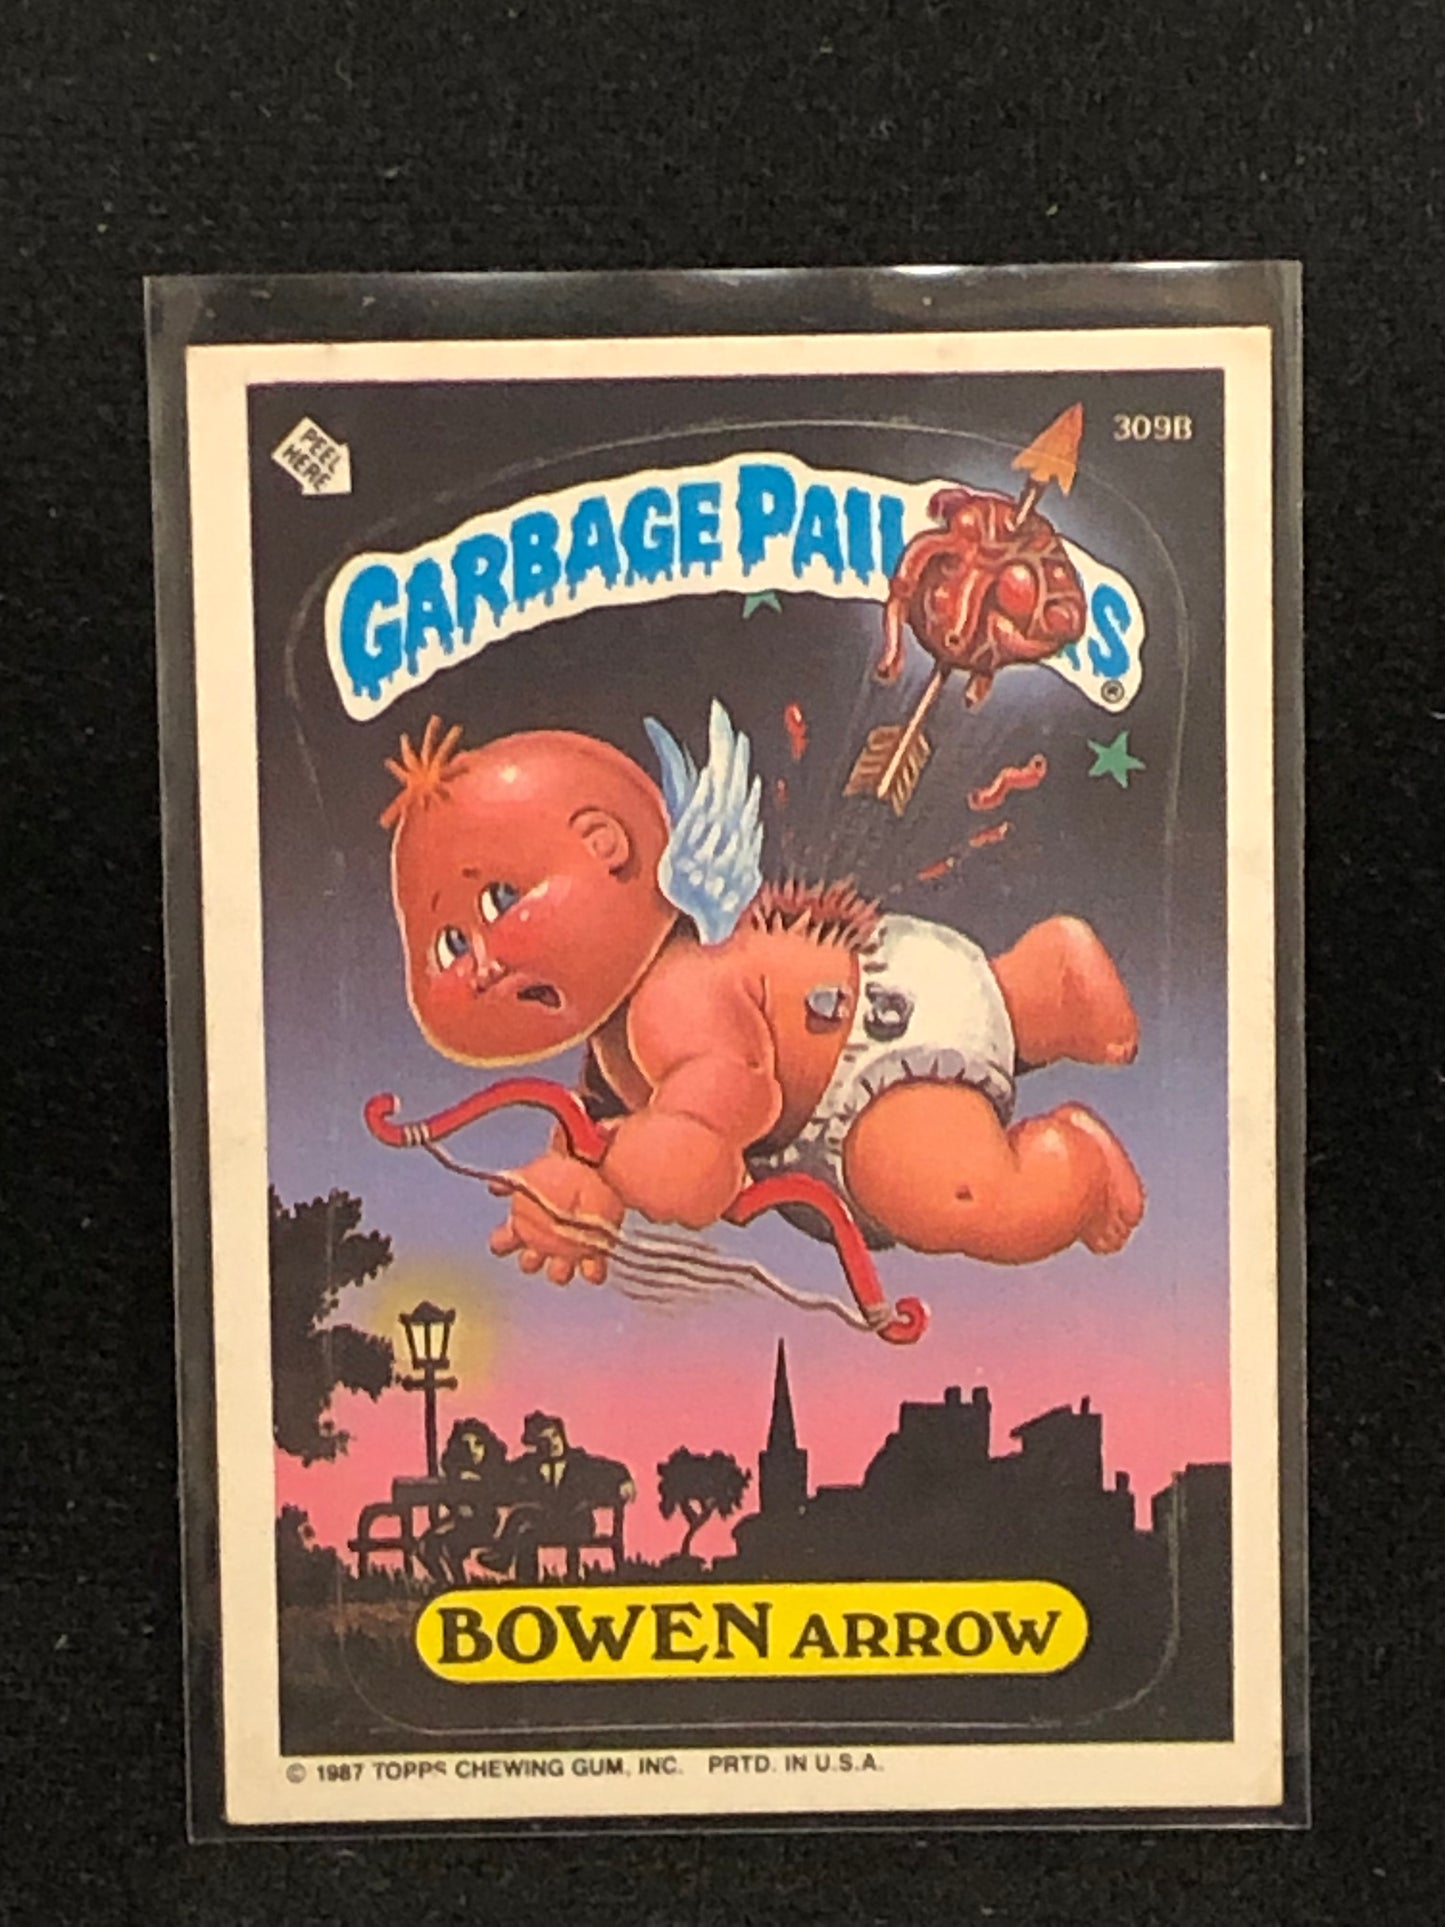 PEEL
HERE
309B
GARBAGE PAIL S ®
BOWEN ARROW
© 1987 TOPPS CHEWING GUM, INC. PRTD. IN U.S.A.